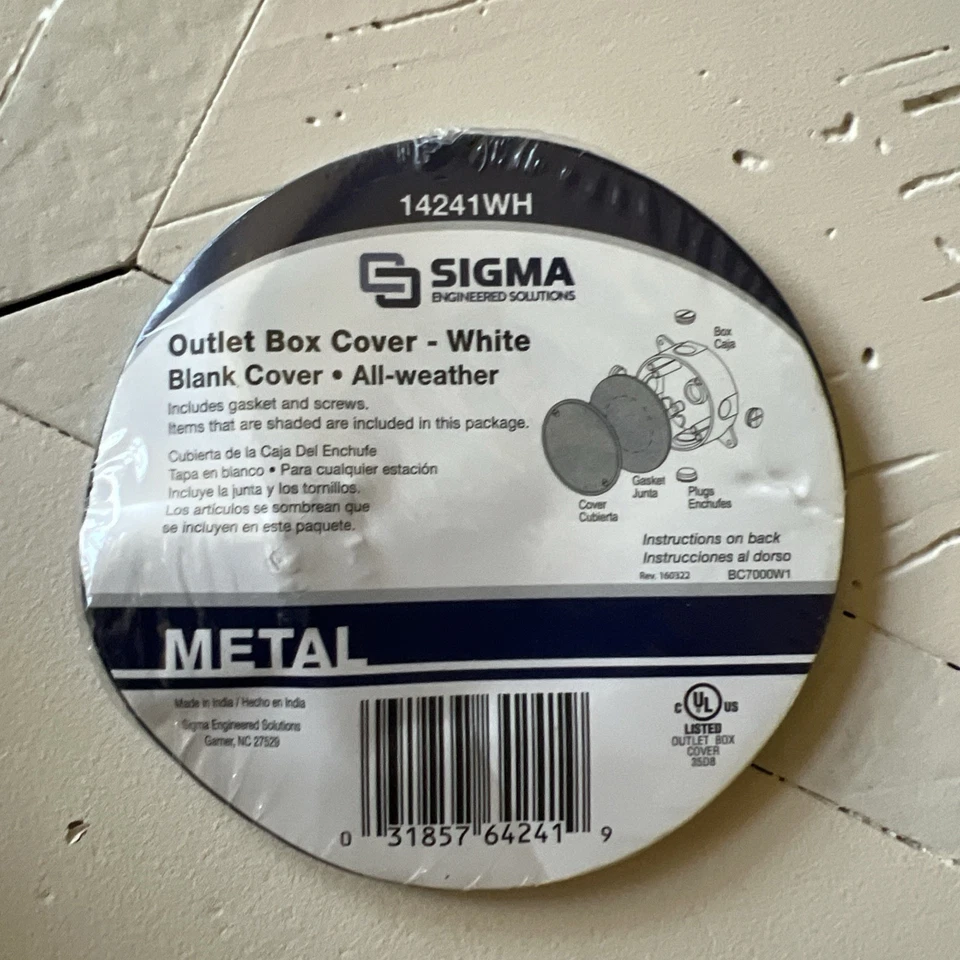 14241WH
SIGMA
ENGINEERED SOLUTIONS
Outlet Box Cover - White
Blank Cover • All-weather
Includes gasket and screws.
Items that are shaded are included in this package.
Cubierta de la Caja Del Enchufe
Tapa en blanco • Para cualquier estación
Incluye la junta y los tornillos.
Los artículos se sombrean que
se incluyen en este paquete.
Box
Caja
Gasket
Junta
Plugs
Enchufes
Cover
Cubierta
Instructions on back
Instrucciones al dorso
Rev. 160322 BC7000W1
METAL
Made in India / Hecho en India
Sigma Engineered Solutions
Garner, NC 27529
C UL US
LISTED
OUTLET BOX
COVER
35D8
0 31857 64241 9